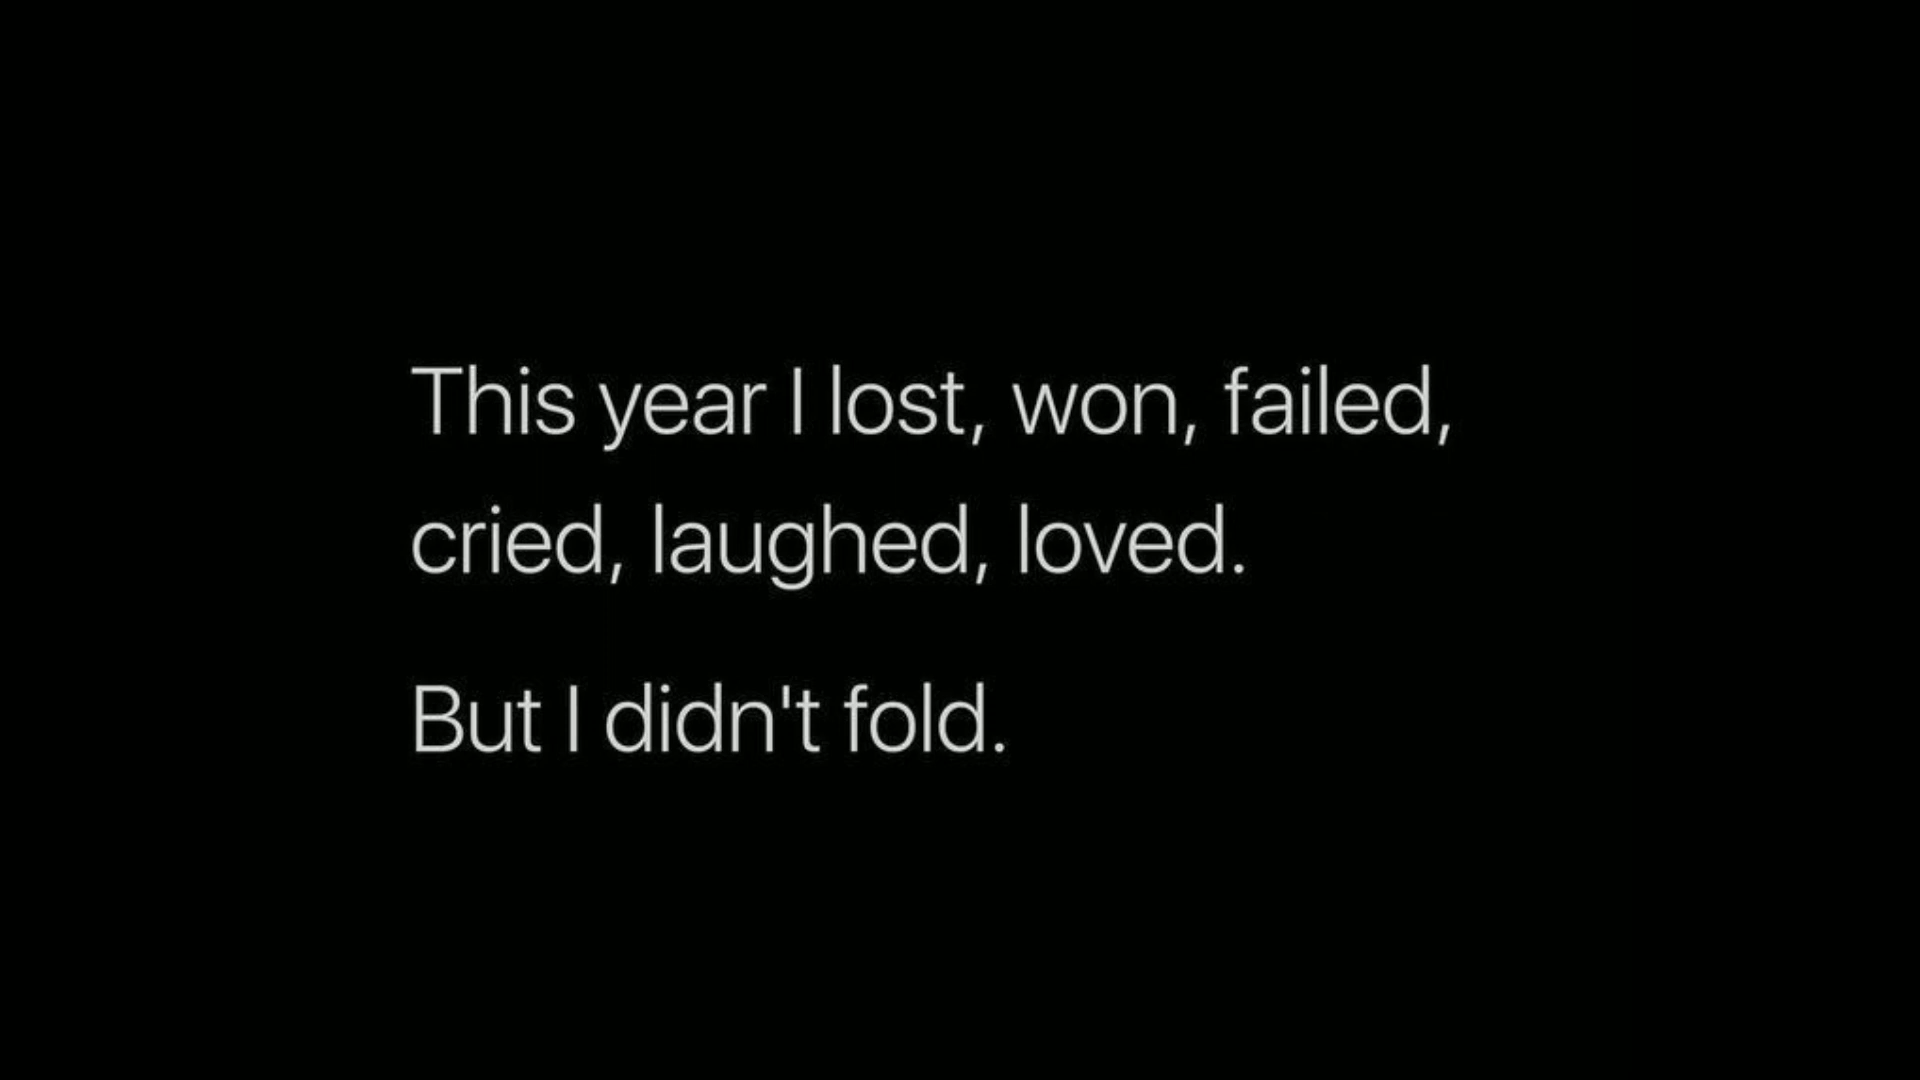 This year I lost, won, failed,
cried, laughed, loved.
But I didn't fold.